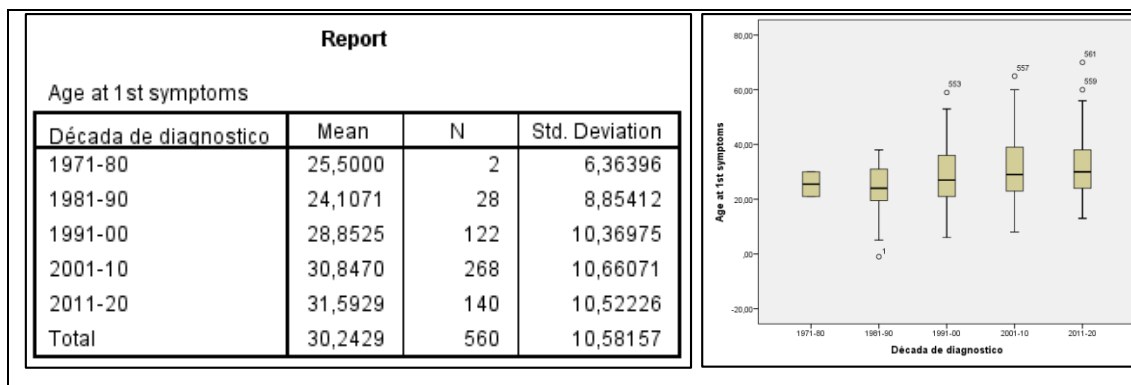 Report
Age at 1st symptoms
Década de diagnostico Mean N Std. Deviation
1971-80 25,5000 2 6,36396
1981-90 24,1071 28 8,85412
1991-00 28,8525 122 10,36975
2001-10 30,8470 268 10,66071
2011-20 31,5929 140 10,52226
Total 30,2429 560 10,58157
80,00
60,00
40,00
20,00
,00
-20,00
Age at 1st symptoms
1
553
557
561
559
1971-80 1981-90 1991-00 2001-10 2011-20
Década de diagnostico